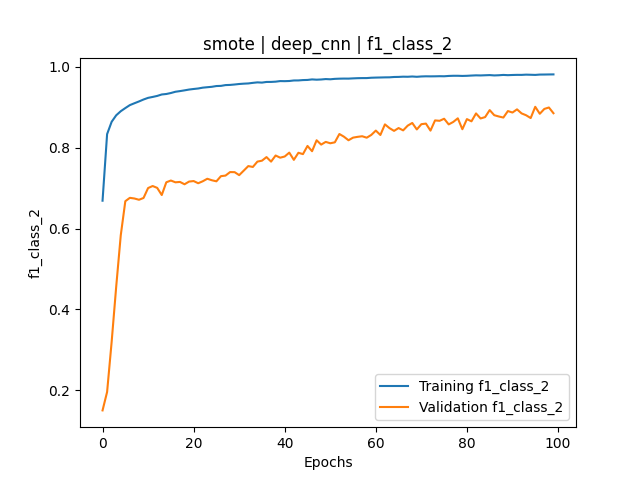 smote | deep_cnn | f1_class_2
1.0
0.8
0.6
0.4
0.2
f1_class_2
0 20 40 60 80 100
Epochs
Training f1_class_2
Validation f1_class_2